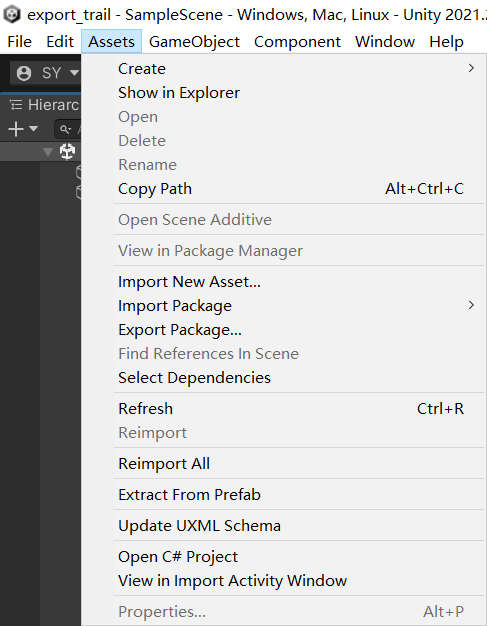 export_trail - SampleScene - Windows, Mac, Linux - Unity 2021.
File Edit Assets GameObject Component Window Help
SY
Hierarc
Create
Show in Explorer
Open
Delete
Rename
Copy Path Alt+Ctrl+C
Open Scene Additive
View in Package Manager
Import New Asset...
Import Package
Export Package...
Find References In Scene
Select Dependencies
Refresh Ctrl+R
Reimport
Reimport All
Extract From Prefab
Update UXML Schema
Open C# Project
View in Import Activity Window
Properties... Alt+P